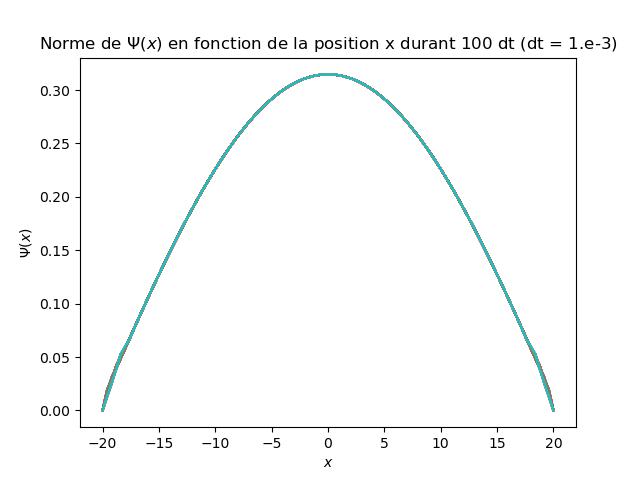 Norme de Ψ(x) en fonction de la position x durant 100 dt (dt = 1.e-3)
0.30
0.25
0.20
0.15
0.10
0.05
0.00
Ψ(x)
−20 −15 −10 −5 0 5 10 15 20
x